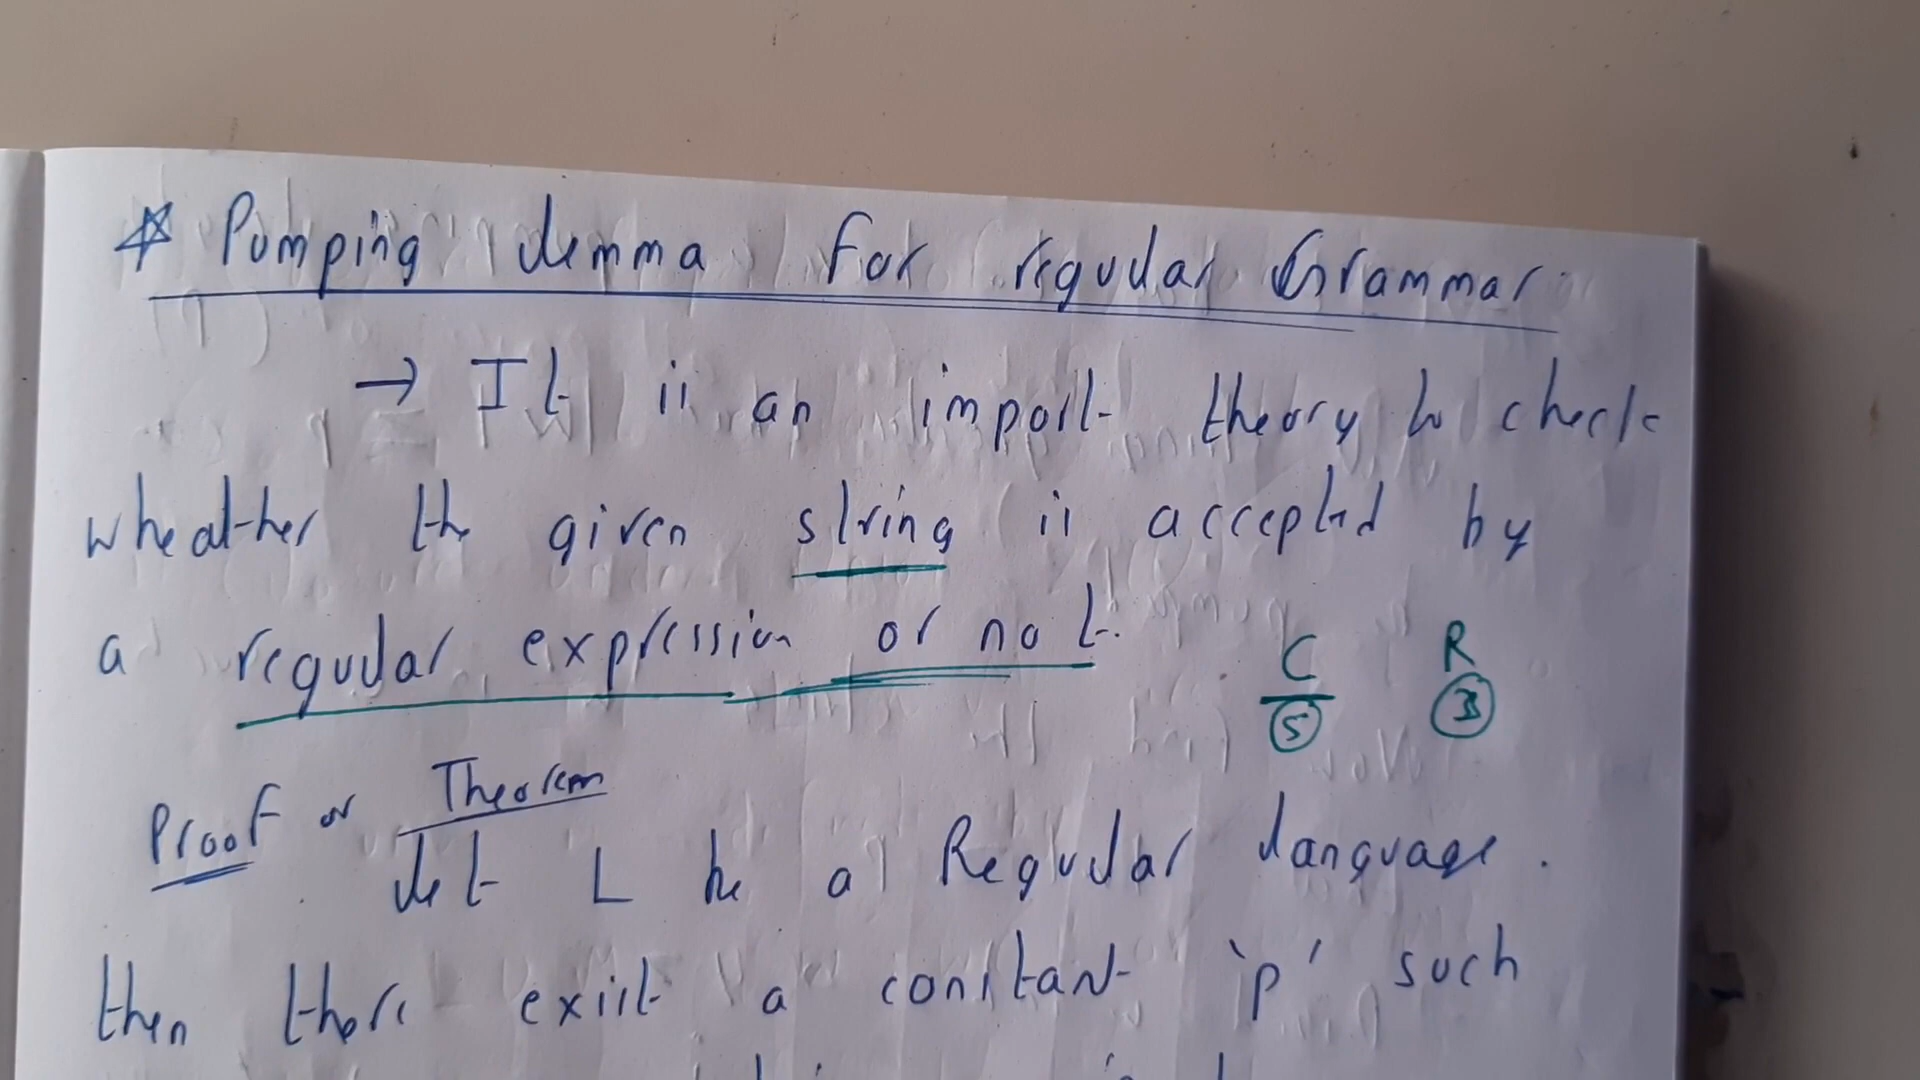 * Pumping Lemma For regular Grammar
→ It is an import theory to check
wheather the given string is accepted by
a regular expression or not.
C R
5 3
Proof or Theorem
Let L be a Regular Language.
then there exist a constant 'p' such